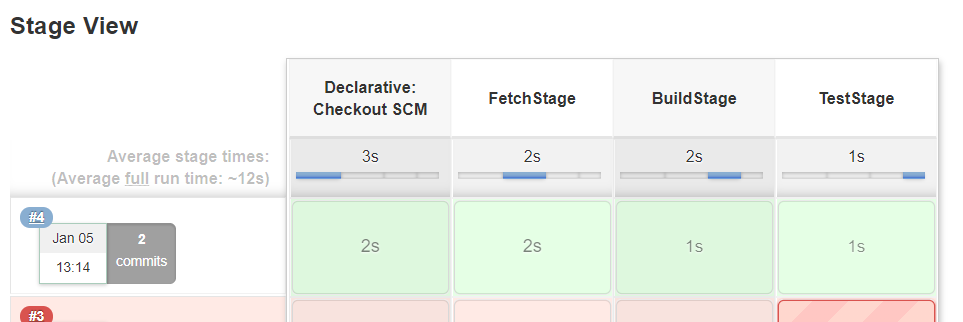 Stage View
Declarative:
Checkout SCM
FetchStage
BuildStage
TestStage
Average stage times:
(Average full run time: ~12s)
3s
2s
2s
1s
#4
Jan 05
13:14
2
commits
2s
2s
1s
1s
#3